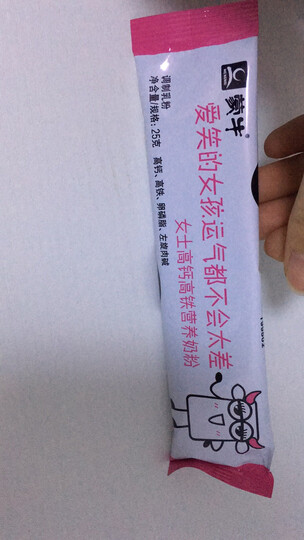 蒙牛®
爱笑的女孩运气都不会太差
女士高钙高铁营养奶粉
调制乳粉
净含量/规格：25克 高钙、高铁、卵磷脂、左旋肉碱